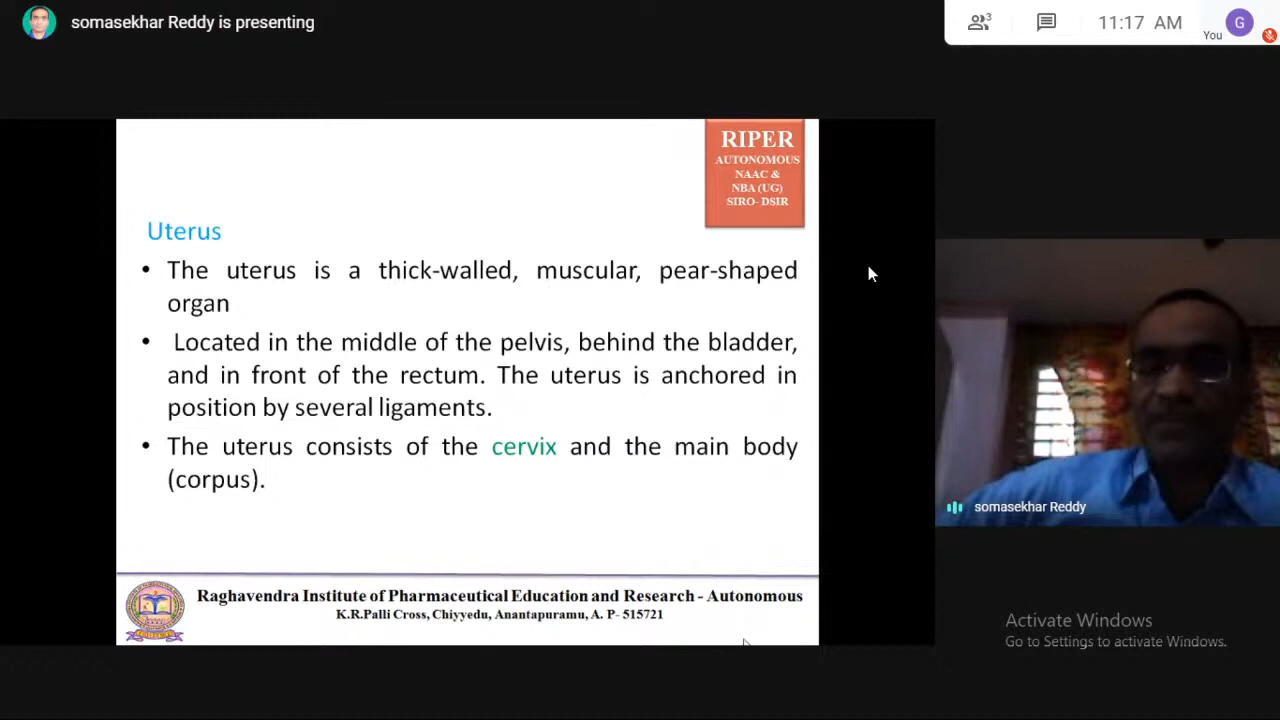 somasekhar Reddy is presenting
3
11:17 AM
You
G
RIPER
AUTONOMOUS
NAAC &
NBA (UG)
SIRO- DSIR
Uterus
• The uterus is a thick-walled, muscular, pear-shaped
organ
• Located in the middle of the pelvis, behind the bladder,
and in front of the rectum. The uterus is anchored in
position by several ligaments.
• The uterus consists of the cervix and the main body
(corpus).
somasekhar Reddy
Raghavendra Institute of Pharmaceutical Education and Research - Autonomous
K.R.Palli Cross, Chiyyedu, Anantapuramu, A. P- 515721
Activate Windows
Go to Settings to activate Windows.